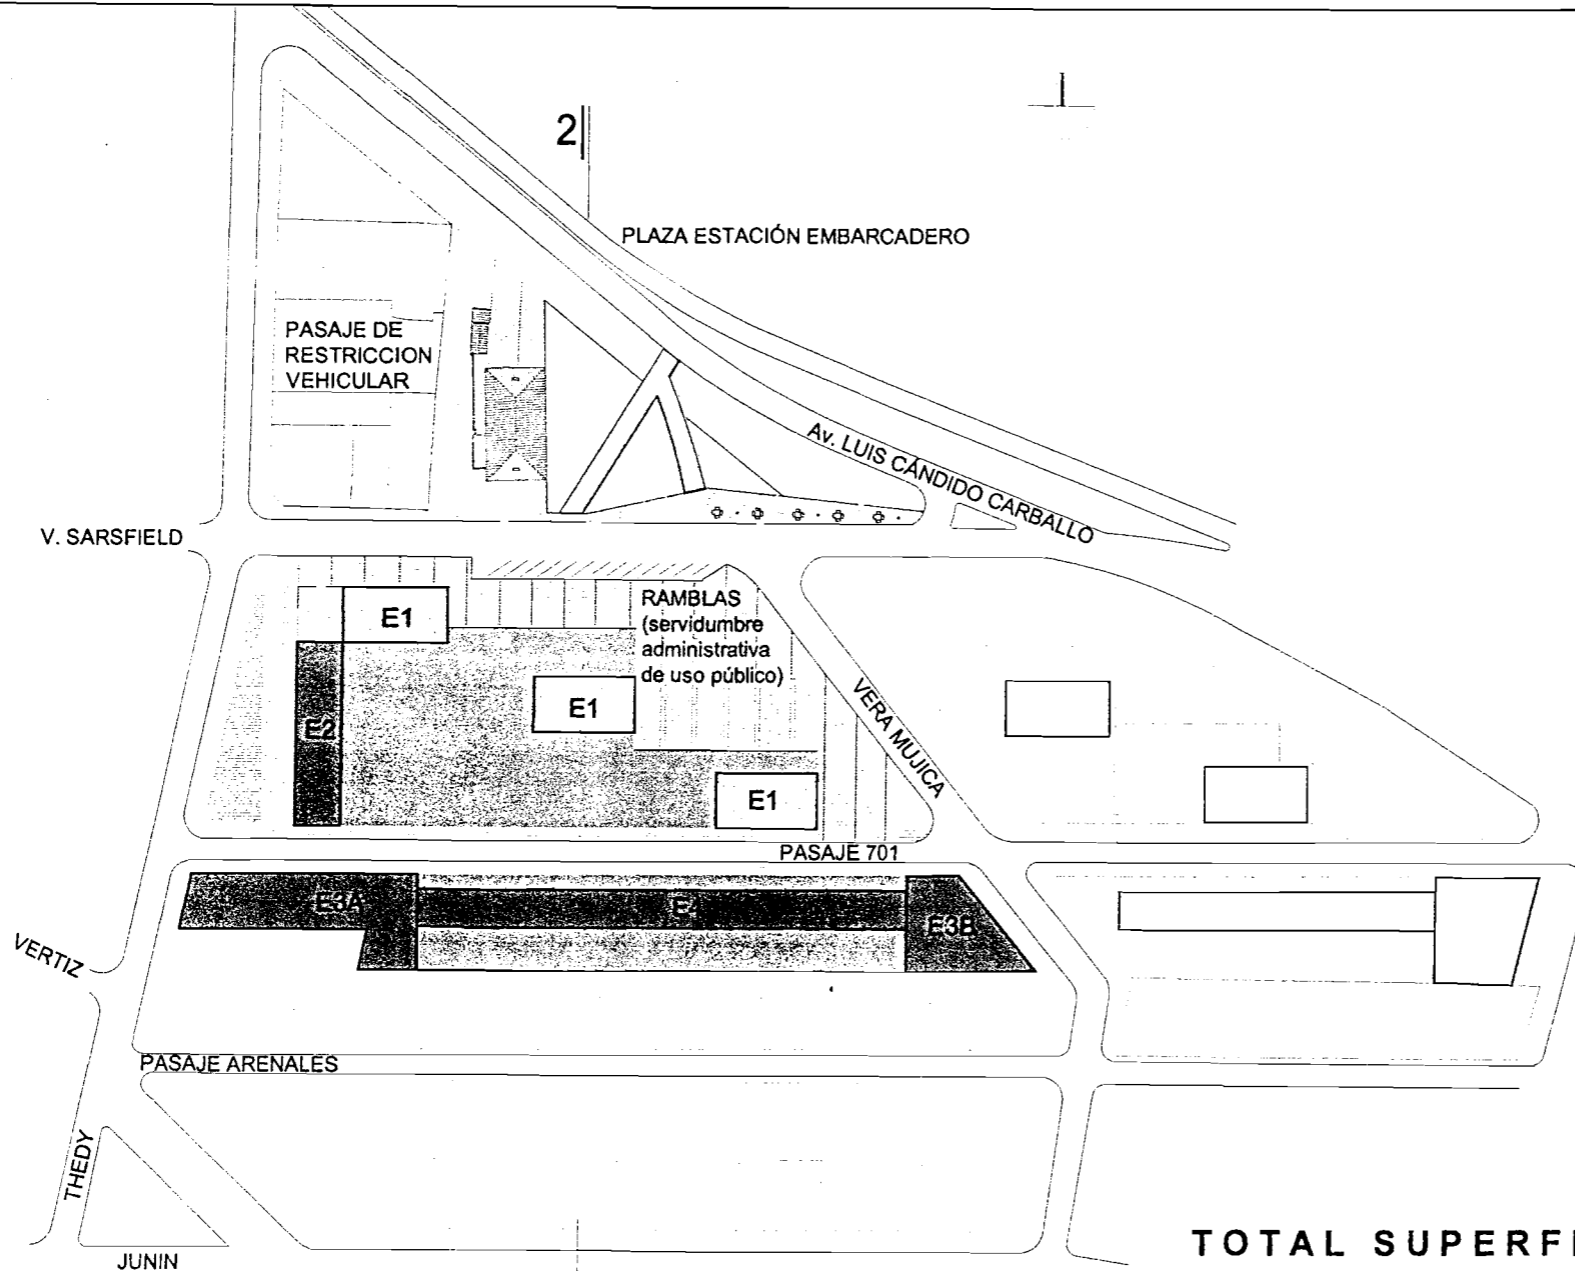 2
PLAZA ESTACIÓN EMBARCADERO
PASAJE DE
RESTRICCION
VEHICULAR
Av. LUIS CÁNDIDO CARBALLO
V. SARSFIELD
E1
RAMBLAS
(servidumbre
administrativa
de uso público)
E1
E2
VERA MUJICA
E1
PASAJE 701
E3A
E3B
VERTIZ
PASAJE ARENALES
THEDY
JUNIN
TOTAL SUPERFI